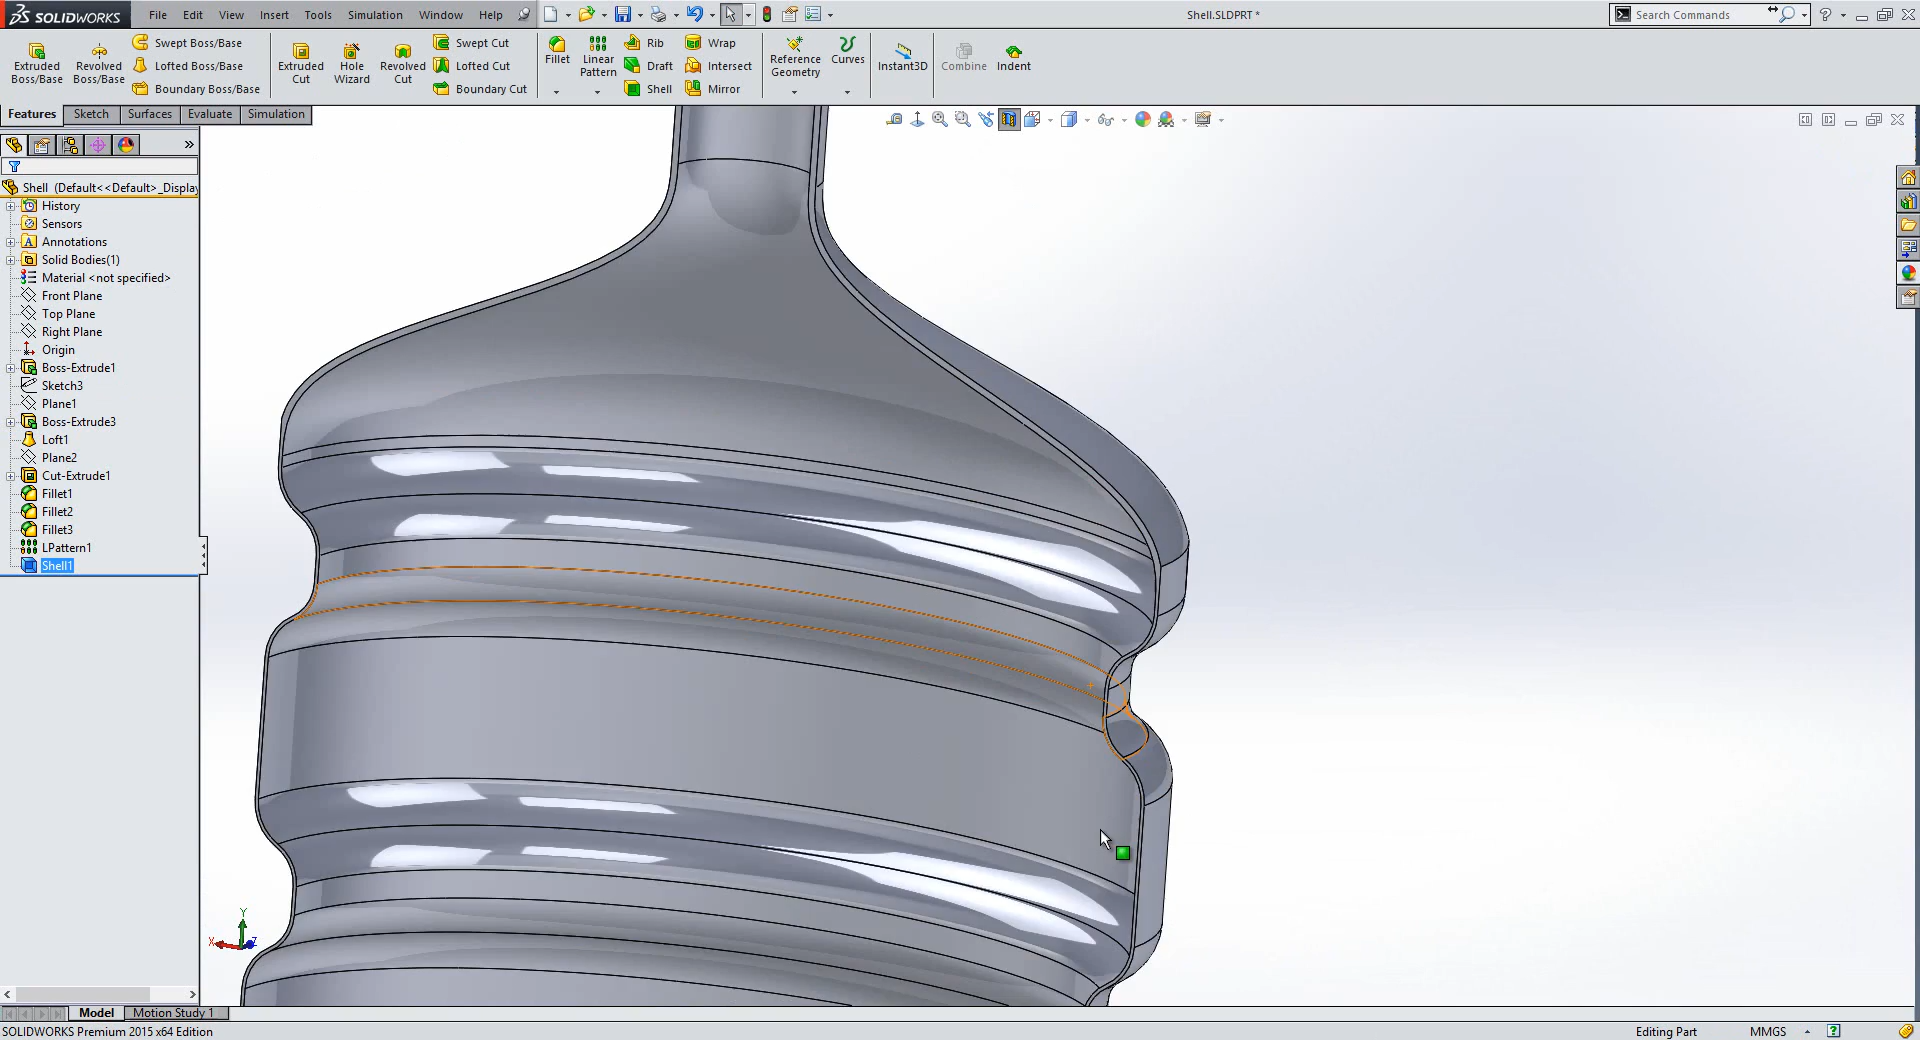 SOLIDWORKS File Edit View Insert Tools Simulation Window Help Shell.SLDPRT * Search Commands
Extruded Boss/Base
Revolved Boss/Base
Swept Boss/Base
Lofted Boss/Base
Boundary Boss/Base
Extruded Cut
Hole Wizard
Revolved Cut
Swept Cut
Lofted Cut
Boundary Cut
Fillet
Linear Pattern
Rib
Draft
Shell
Wrap
Intersect
Mirror
Reference Geometry
Curves
Instant3D
Combine
Indent
Features Sketch Surfaces Evaluate Simulation
Shell (Default<<Default>_Display
History
Sensors
Annotations
Solid Bodies(1)
Material <not specified>
Front Plane
Top Plane
Right Plane
Origin
Boss-Extrude1
Sketch3
Plane1
Boss-Extrude3
Loft1
Plane2
Cut-Extrude1
Fillet1
Fillet2
Fillet3
LPattern1
Shell1
Y
X Z
Model Motion Study 1
SOLIDWORKS Premium 2015 x64 Edition Editing Part MMGS